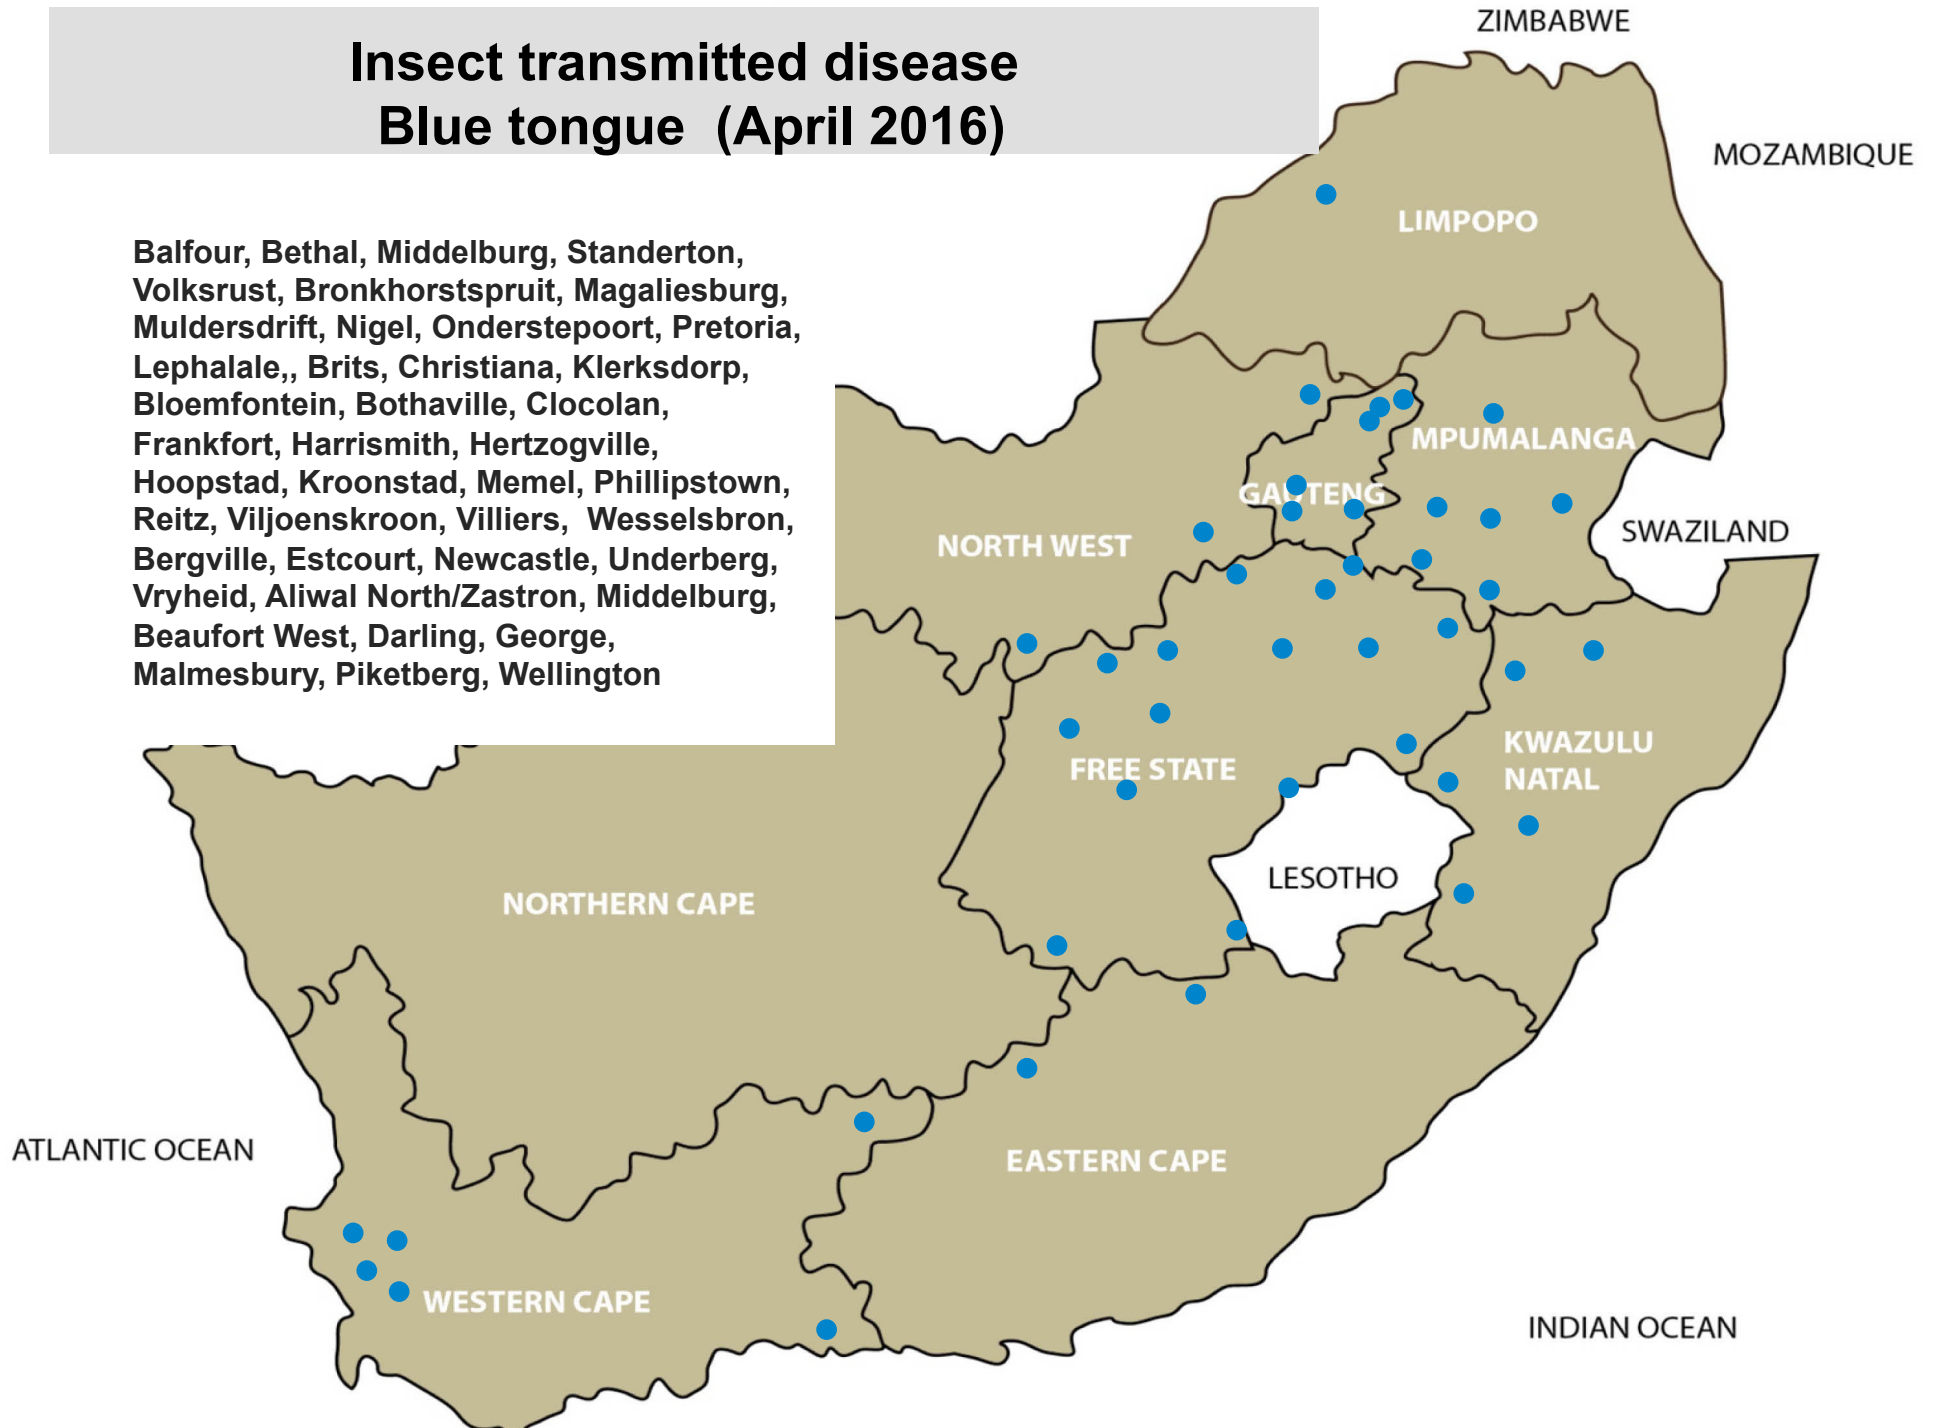 Insect transmitted disease
Blue tongue (April 2016)
Balfour, Bethal, Middelburg, Standerton,
Volksrust, Bronkhorstspruit, Magaliesburg,
Muldersdrift, Nigel, Onderstepoort, Pretoria,
Lephalale,, Brits, Christiana, Klerksdorp,
Bloemfontein, Bothaville, Clocolan,
Frankfort, Harrismith, Hertzogville,
Hoopstad, Kroonstad, Memel, Phillipstown,
Reitz, Viljoenskroon, Villiers, Wesselsbron,
Bergville, Estcourt, Newcastle, Underberg,
Vryheid, Aliwal North/Zastron, Middelburg,
Beaufort West, Darling, George,
Malmesbury, Piketberg, Wellington
ZIMBABWE
MOZAMBIQUE
LIMPOPO
MPUMALANGA
GAUTENG
SWAZILAND
NORTH WEST
KWAZULU
NATAL
FREE STATE
LESOTHO
NORTHERN CAPE
ATLANTIC OCEAN
EASTERN CAPE
WESTERN CAPE
INDIAN OCEAN